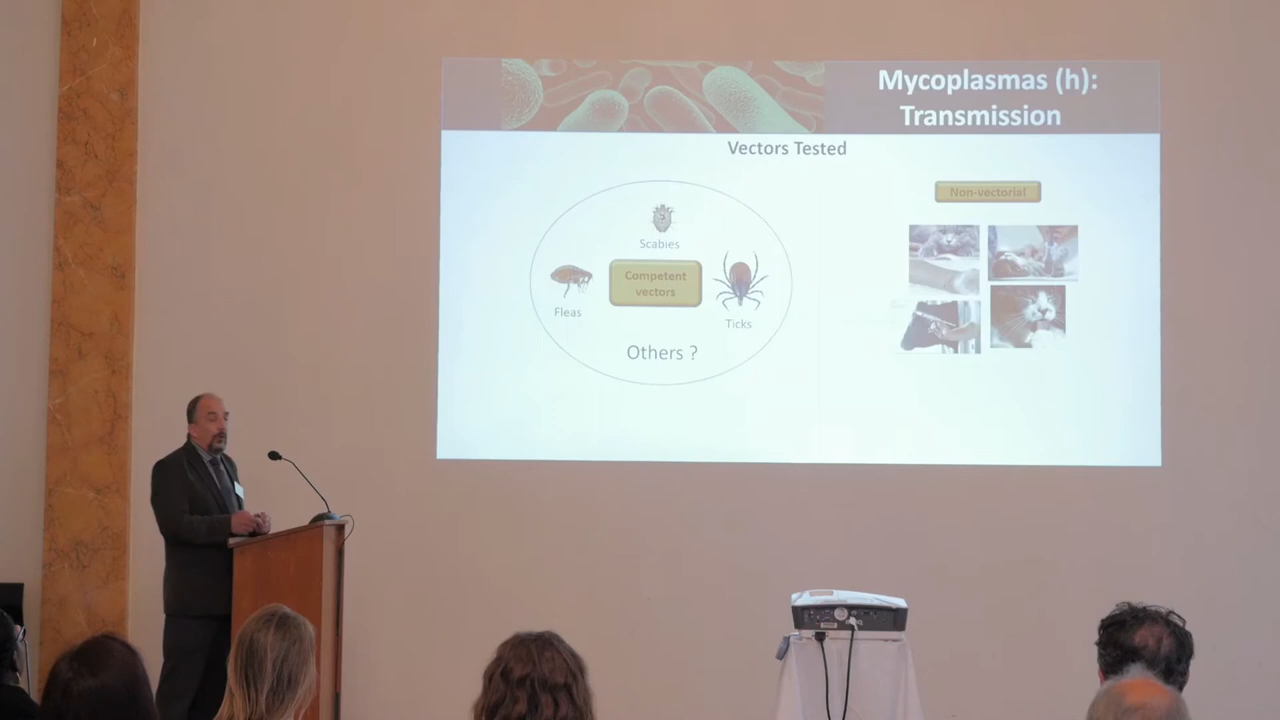 Mycoplasmas (h):
Transmission
Vectors Tested
Non-vectorial
Scabies
Competent
vectors
Fleas
Ticks
Others ?